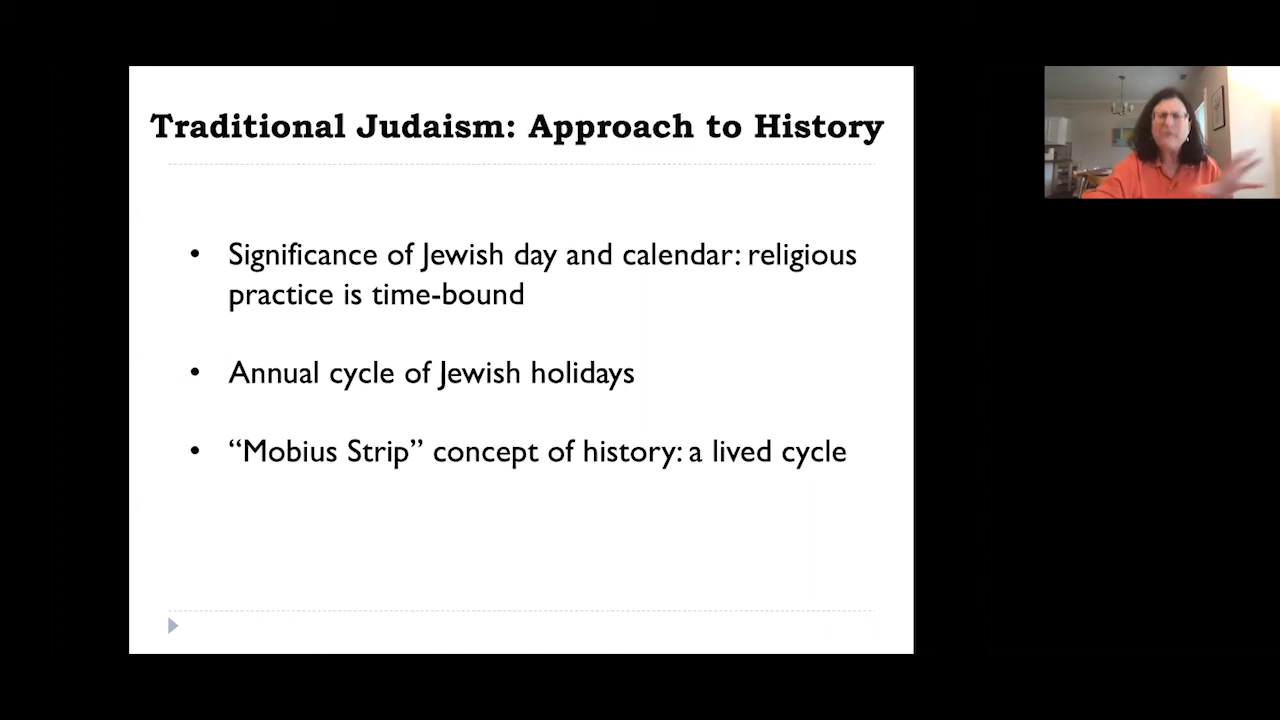 Traditional Judaism: Approach to History
• Significance of Jewish day and calendar: religious
practice is time-bound
• Annual cycle of Jewish holidays
• “Mobius Strip” concept of history: a lived cycle